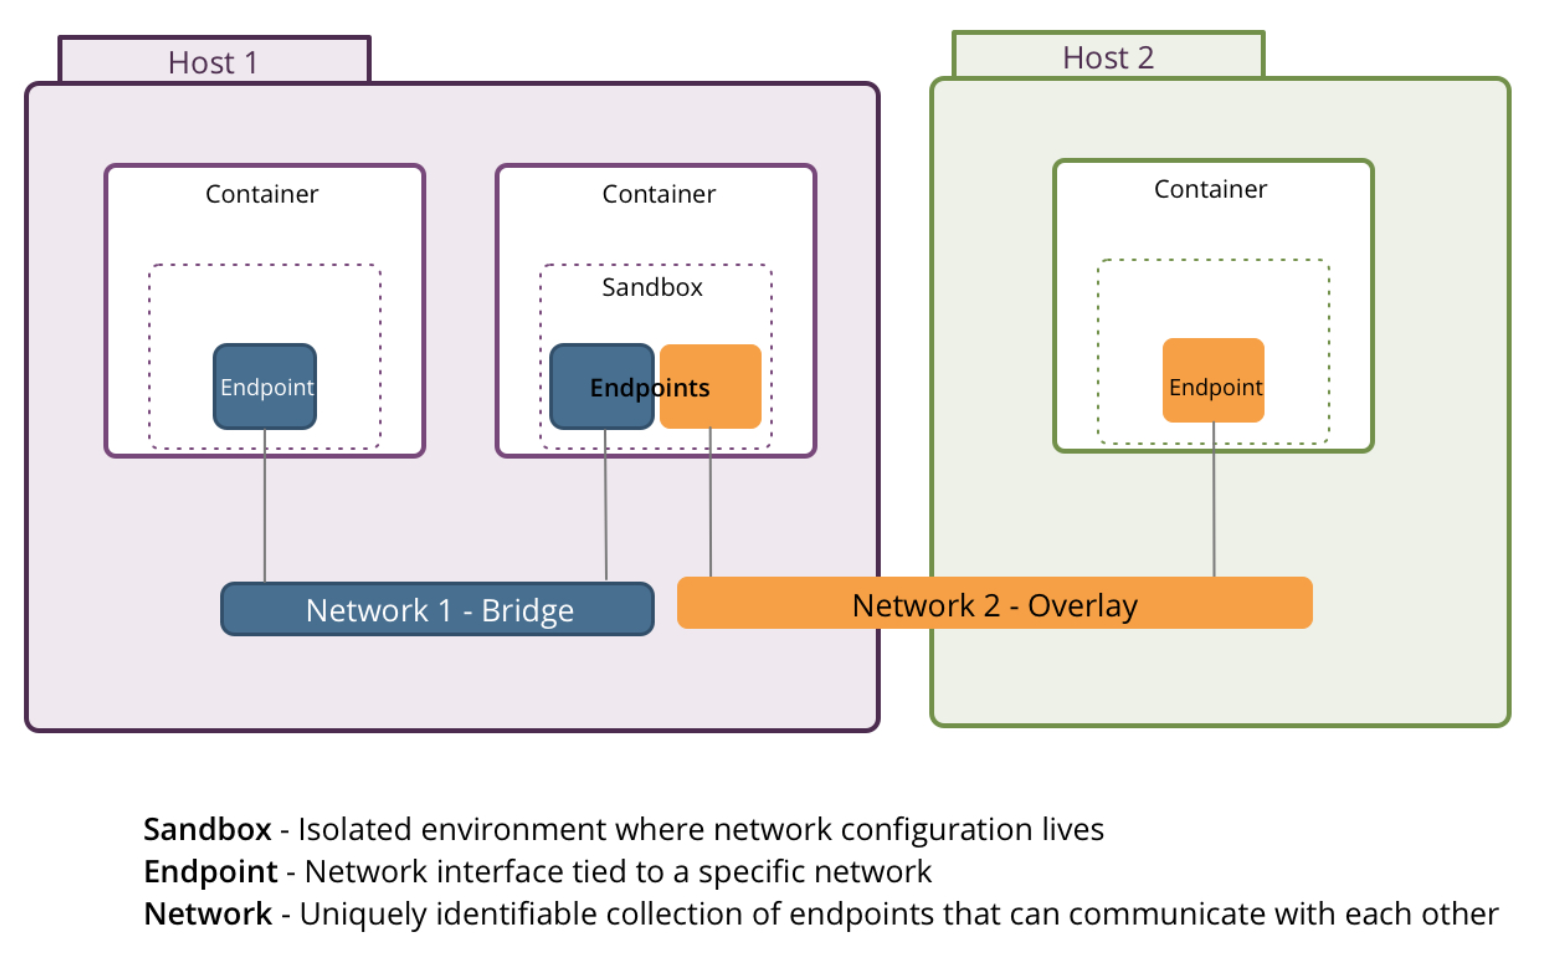 Host 1
Host 2
Container
Container
Container
Sandbox
Endpoint
Endpoints
Endpoint
Network 1 - Bridge
Network 2 - Overlay
Sandbox - Isolated environment where network configuration lives
Endpoint - Network interface tied to a specific network
Network - Uniquely identifiable collection of endpoints that can communicate with each other